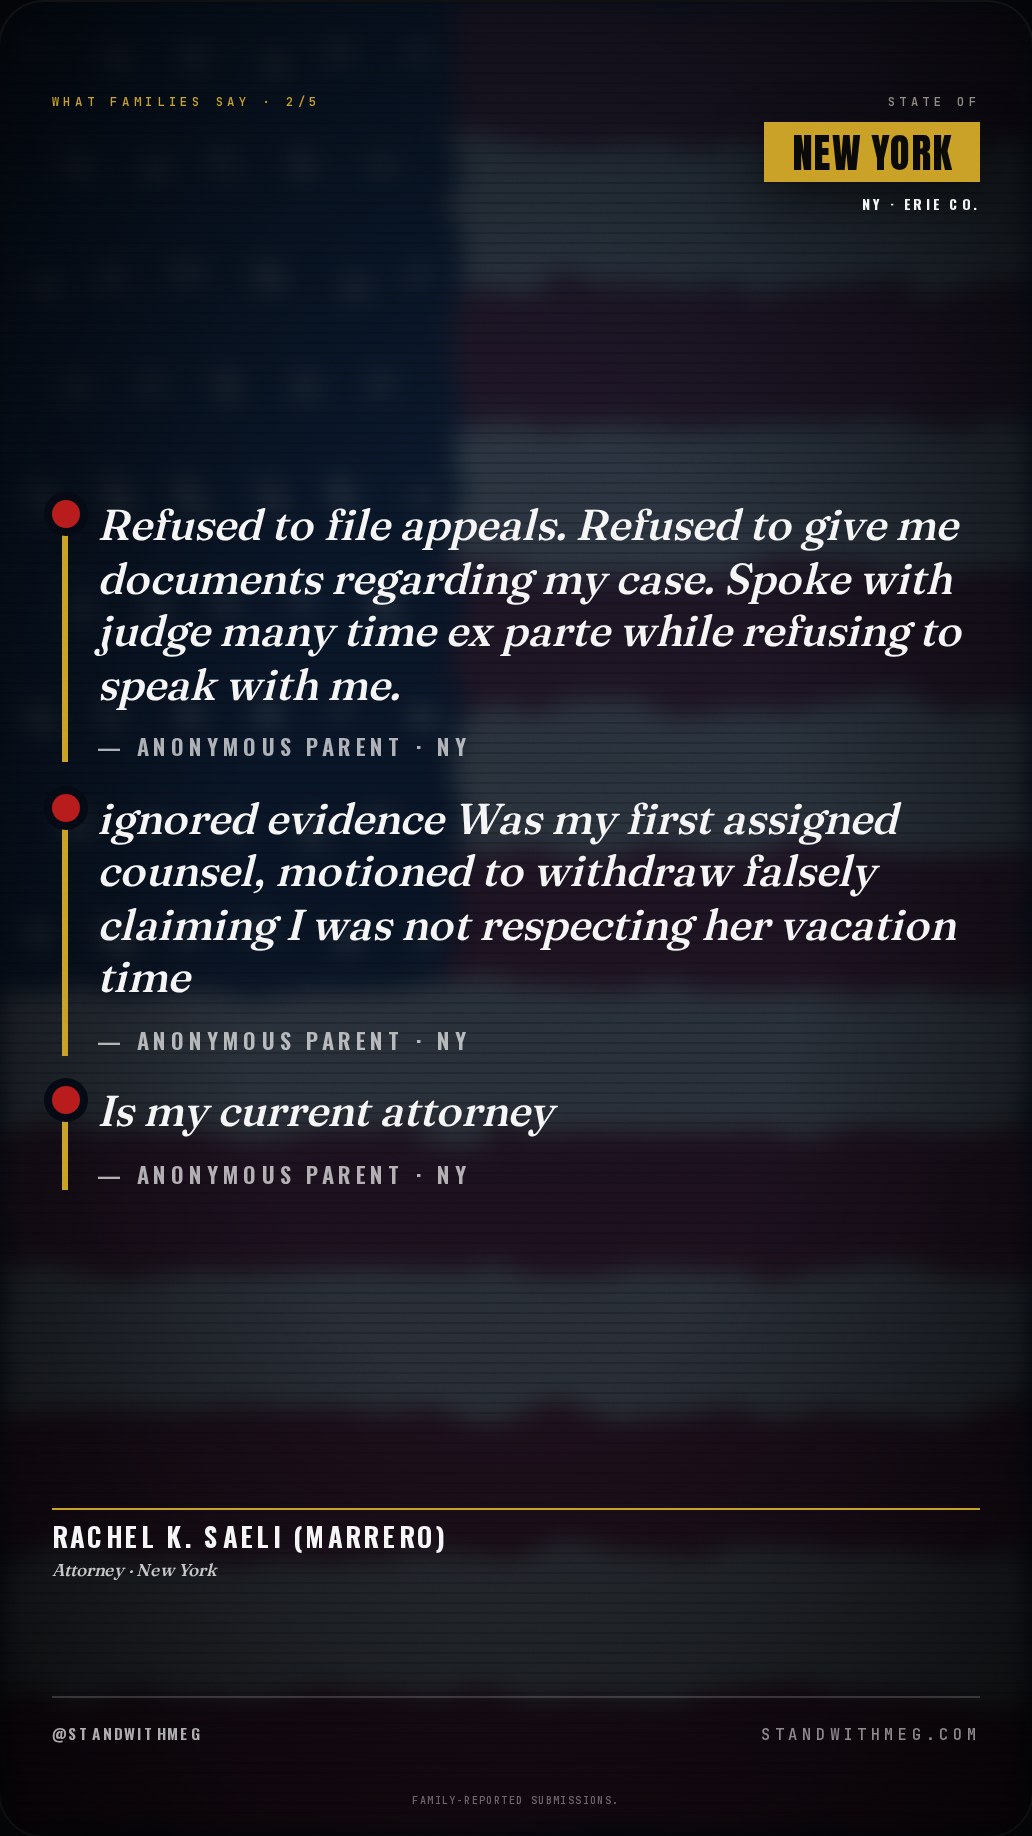 WHAT FAMILIES SAY · 2/5
STATE OF
NEW YORK
NY · ERIE CO.
Refused to file appeals. Refused to give me
documents regarding my case. Spoke with
judge many time ex parte while refusing to
speak with me.
— ANONYMOUS PARENT · NY
ignored evidence Was my first assigned
counsel, motioned to withdraw falsely
claiming I was not respecting her vacation
time
— ANONYMOUS PARENT · NY
Is my current attorney
— ANONYMOUS PARENT · NY
RACHEL K. SAELI (MARRERO)
Attorney · New York
@STANDWITHMEG
STANDWITHMEG.COM
FAMILY-REPORTED SUBMISSIONS.